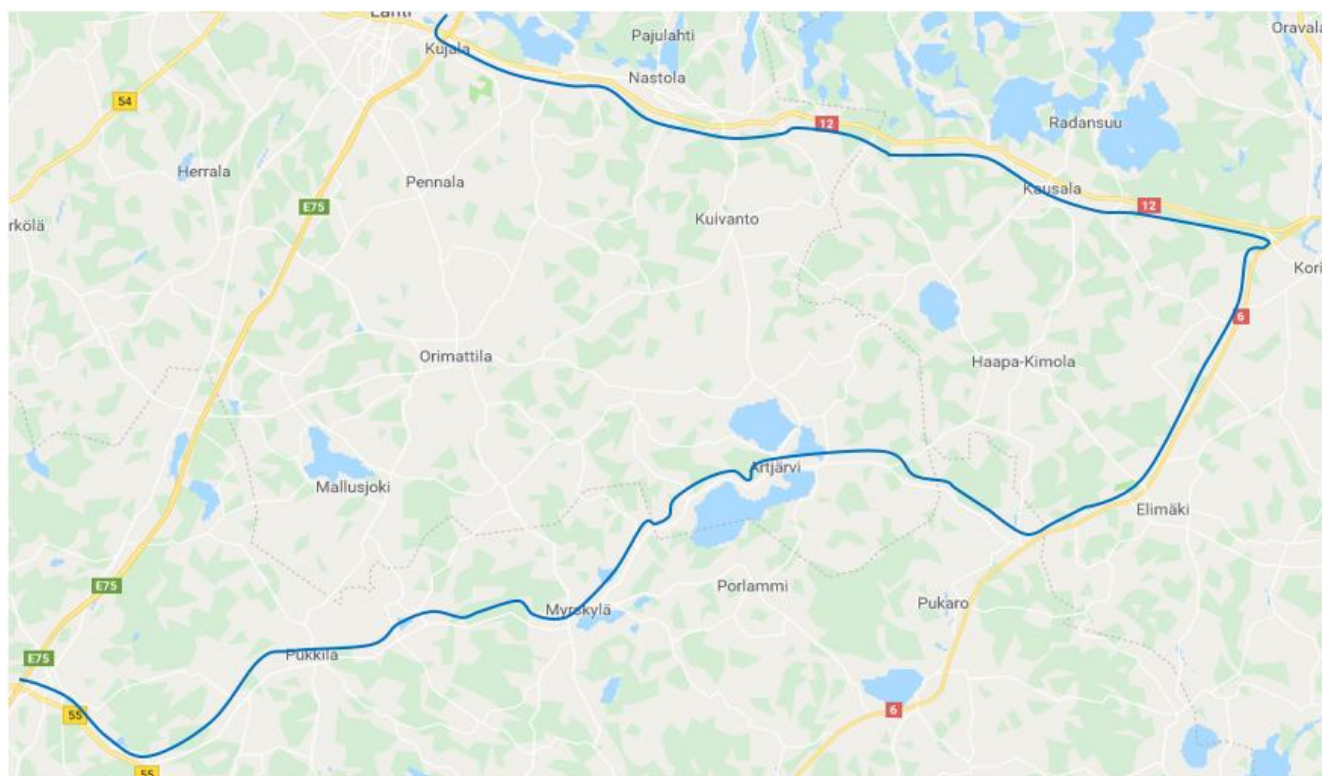 Lahti
Kujala
Pajulahti
Oravala
Nastola
54
12
Radansuu
Herrala
Pennala
Kausala
E75
12
rkölä
Kuivanto
Kori
6
Orimattila
Haapa-Kimola
Mallusjoki
Artjärvi
Elimäki
E75
Porlammi
Myrskylä
Pukaro
Pukkila
E75
55
6
55